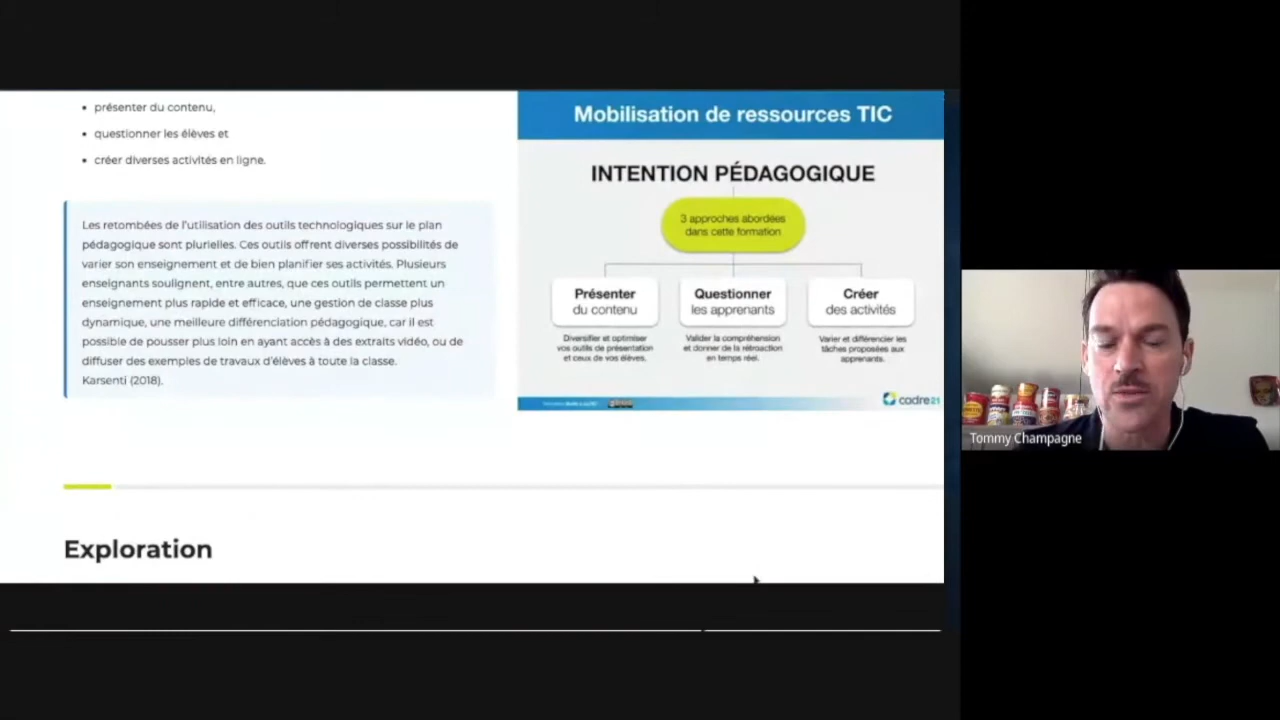 présenter du contenu,
questionner les élèves et
créer diverses activités en ligne.
Les retombées de l'utilisation des outils technologiques sur le plan
pédagogique sont plurielles. Ces outils offrent diverses possibilités de
varier son enseignement et de bien planifier ses activités. Plusieurs
enseignants soulignent, entre autres, que ces outils permettent un
enseignement plus rapide et efficace, une gestion de classe plus
dynamique, une meilleure différenciation pédagogique, car il est
possible de pousser plus loin en ayant accès à des extraits vidéo, ou de
diffuser des exemples de travaux d'élèves à toute la classe.
Karsenti (2018).
Mobilisation de ressources TIC
INTENTION PÉDAGOGIQUE
3 approches abordées
dans cette formation
Présenter
du contenu
Diversifier et optimiser
vos outils de présentation
et ceux de vos élèves.
Questionner
les apprenants
Valider la compréhension
et donner de la rétroaction
en temps réel.
Créer
des activités
Varier et différencier les
tâches proposées aux
apprenants.
cadre21
Exploration
Tommy Champagne